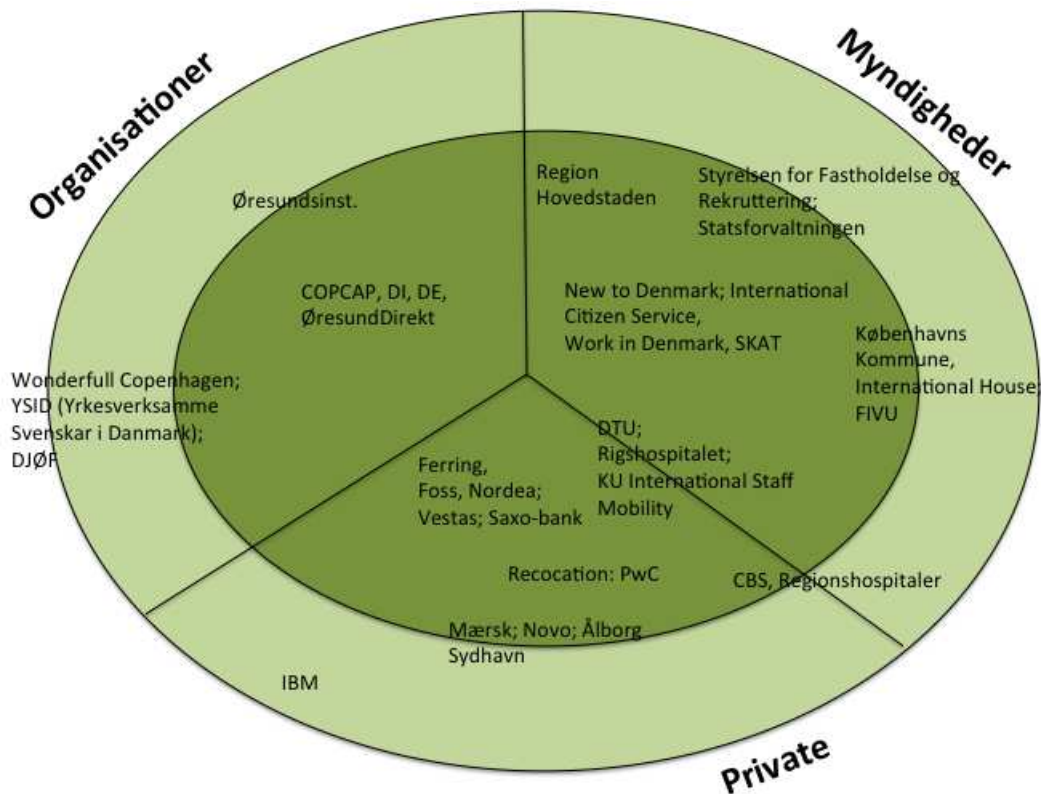 Organisationer
Myndigheder
Region
Hovedstaden
Styrelsen for Fastholdelse og
Rekruttering;
Statsforvaltningen
Øresundsinst.
COPCAP, DI, DE,
ØresundDirekt
New to Denmark; International
Citizen Service,
Work in Denmark, SKAT
Københavns
Kommune,
International House;
FIVU
Wonderfull Copenhagen;
YSID (Yrkesverksamme
Svenskar i Danmark);
DJØF
DTU;
Rigshospitalet;
KU International Staff
Mobility
Ferring,
Foss, Nordea;
Vestas; Saxo-bank
Recocation: PwC
CBS, Regionshospitaler
Mærsk; Novo; Ålborg
Sydhavn
IBM
Private